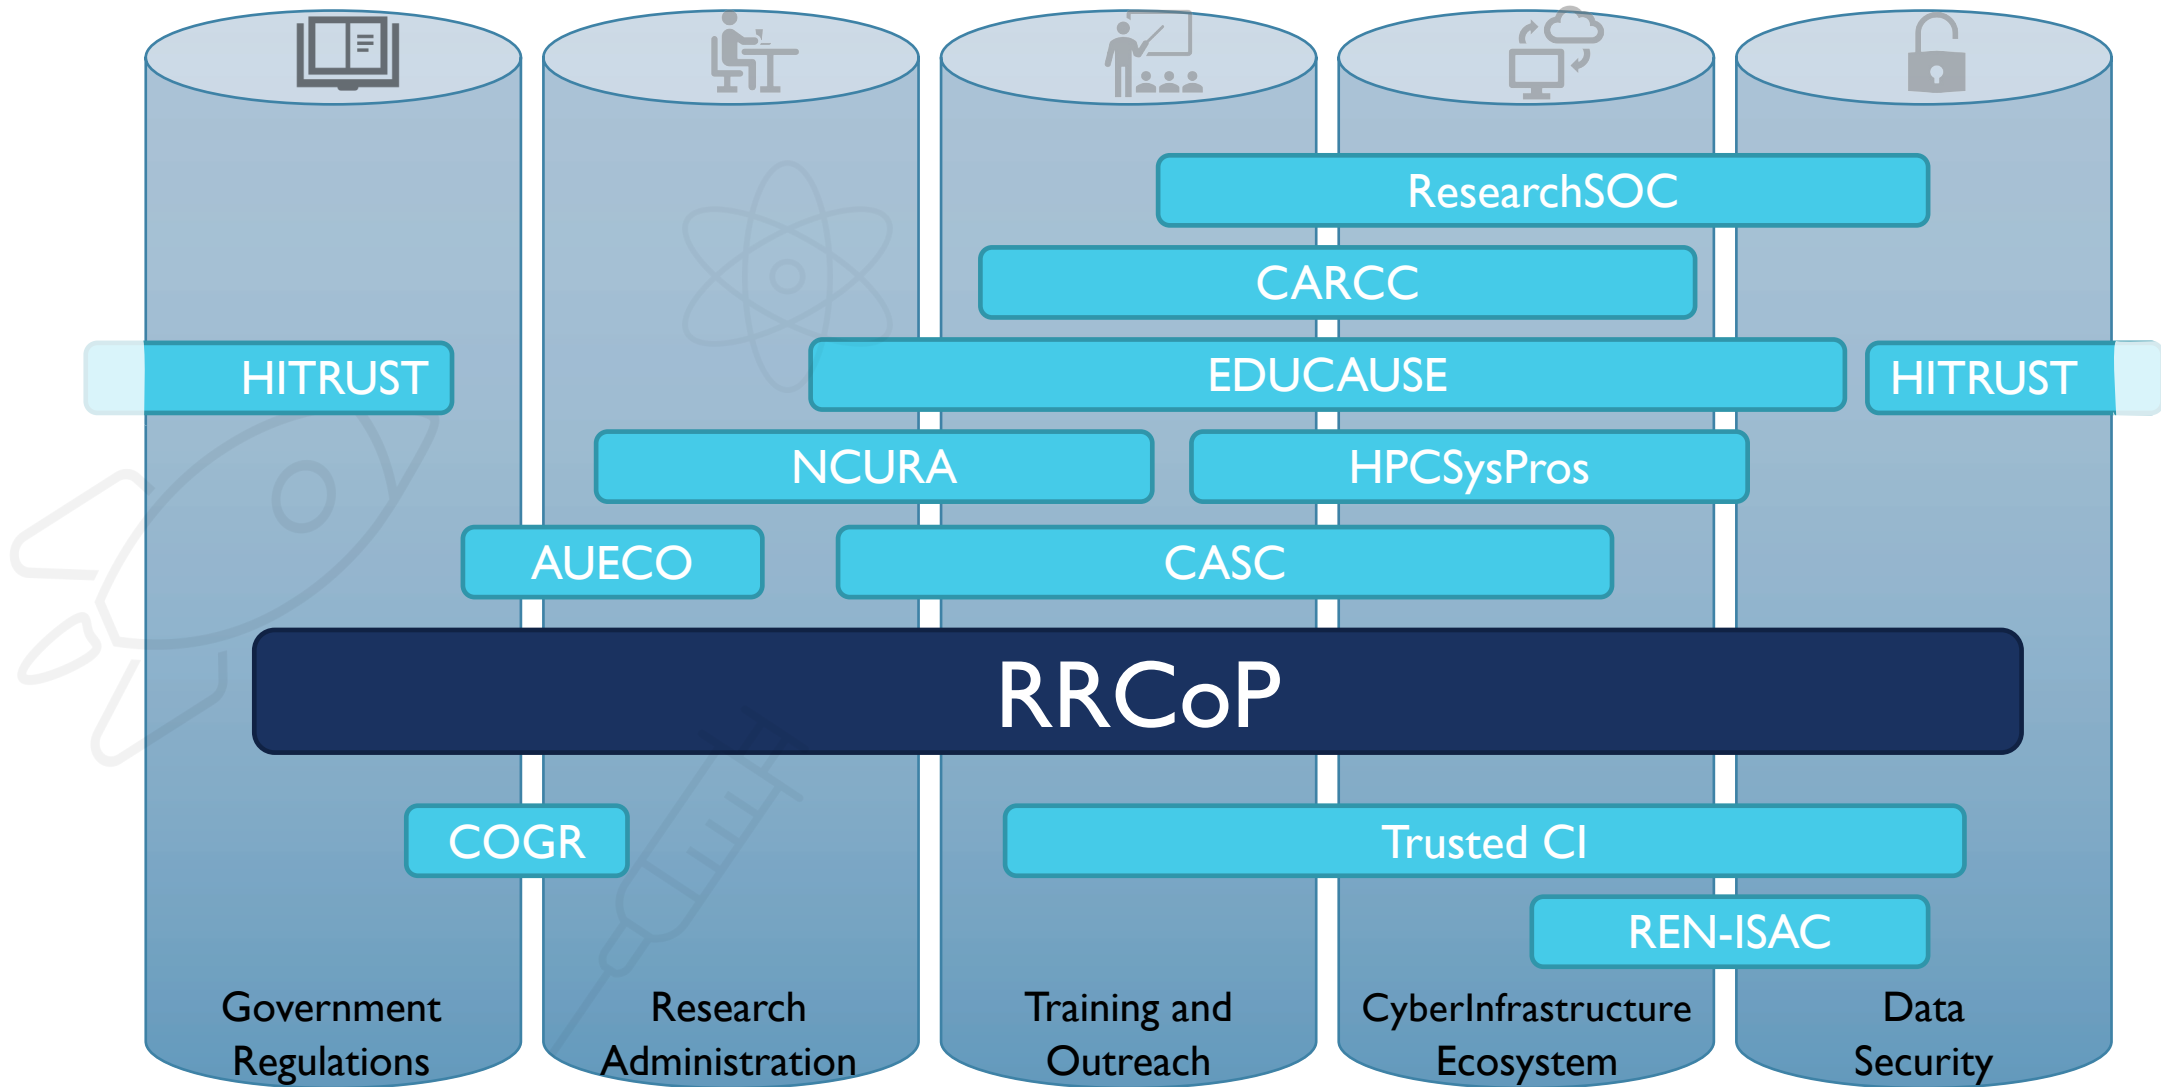 ResearchSOC
CARCC
HITRUST
EDUCAUSE
HITRUST
NCURA
HPCSysPros
AUECO
CASC
RRCoP
COGR
Trusted CI
REN-ISAC
Government
Regulations
Research
Administration
Training and
Outreach
CyberInfrastructure
Ecosystem
Data
Security